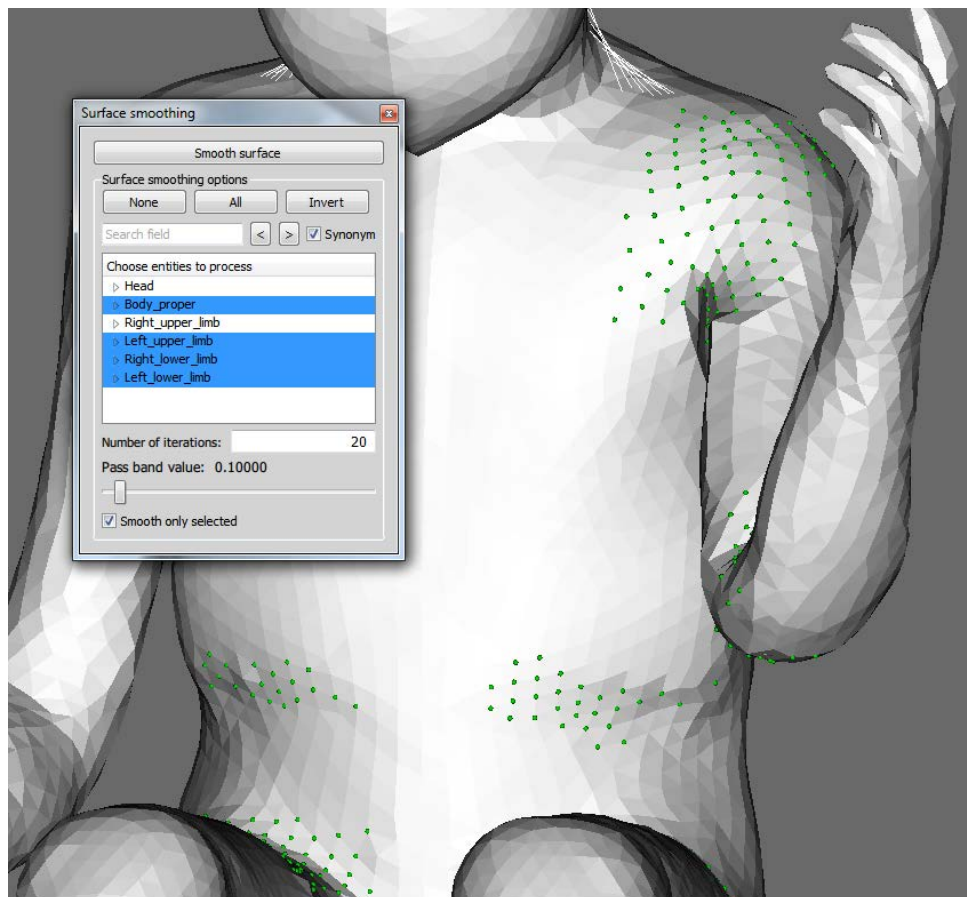 Surface smoothing
Smooth surface
Surface smoothing options
None All Invert
Search field < > Synonym
Choose entities to process
Head
Body_proper
Right_upper_limb
Left_upper_limb
Right_lower_limb
Left_lower_limb
Number of iterations: 20
Pass band value: 0.10000
Smooth only selected